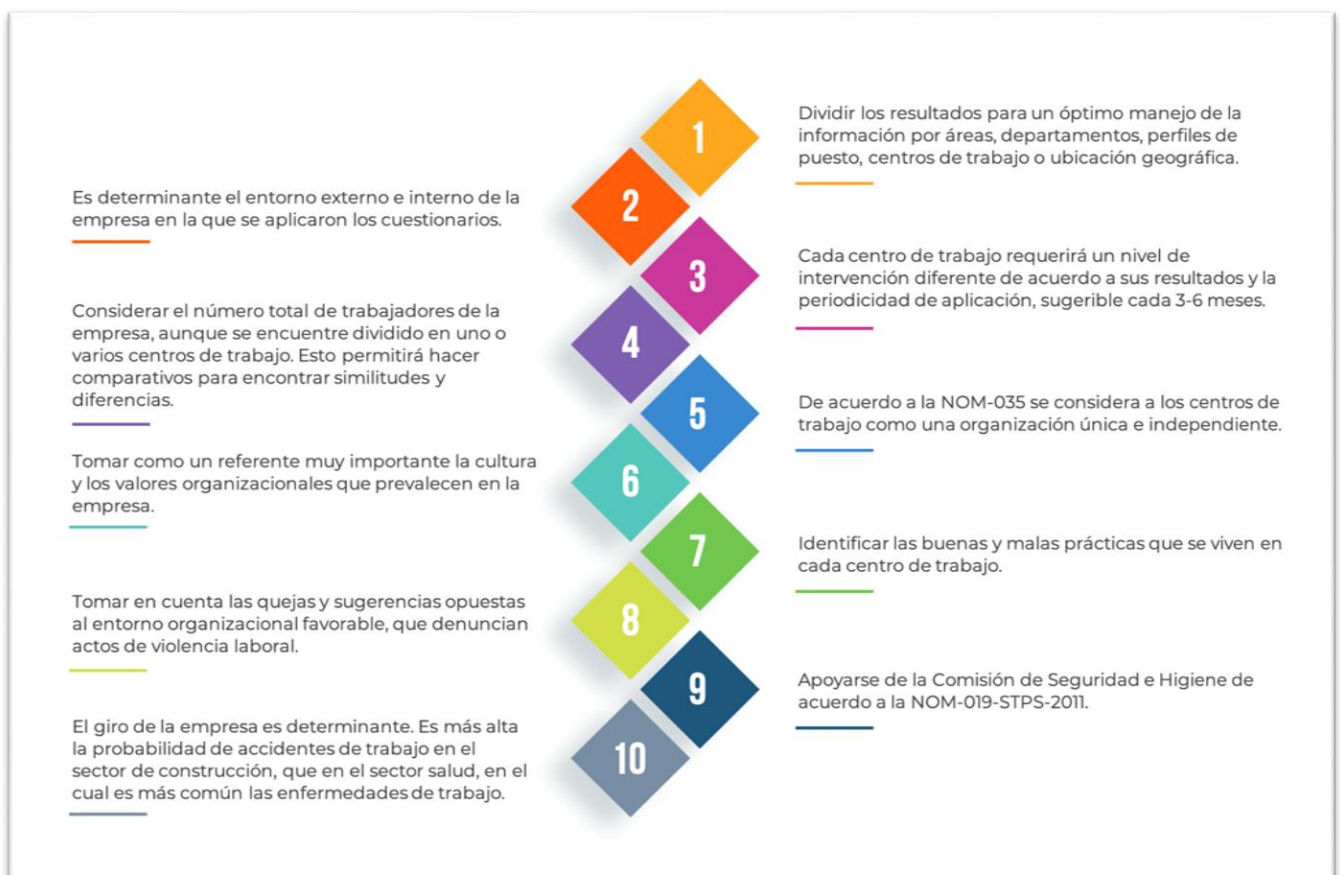 1
Dividir los resultados para un óptimo manejo de la
información por áreas, departamentos, perfiles de
puesto, centros de trabajo o ubicación geográfica.
2
Es determinante el entorno externo e interno de la
empresa en la que se aplicaron los cuestionarios.
3
Cada centro de trabajo requerirá un nivel de
intervención diferente de acuerdo a sus resultados y la
periodicidad de aplicación, sugerible cada 3-6 meses.
4
Considerar el número total de trabajadores de la
empresa, aunque se encuentre dividido en uno o
varios centros de trabajo. Esto permitirá hacer
comparativos para encontrar similitudes y
diferencias.
5
De acuerdo a la NOM-035 se considera a los centros de
trabajo como una organización única e independiente.
6
Tomar como un referente muy importante la cultura
y los valores organizacionales que prevalecen en la
empresa.
7
Identificar las buenas y malas prácticas que se viven en
cada centro de trabajo.
8
Tomar en cuenta las quejas y sugerencias opuestas
al entorno organizacional favorable, que denuncian
actos de violencia laboral.
9
Apoyarse de la Comisión de Seguridad e Higiene de
acuerdo a la NOM-019-STPS-2011.
10
El giro de la empresa es determinante. Es más alta
la probabilidad de accidentes de trabajo en el
sector de construcción, que en el sector salud, en el
cual es más común las enfermedades de trabajo.